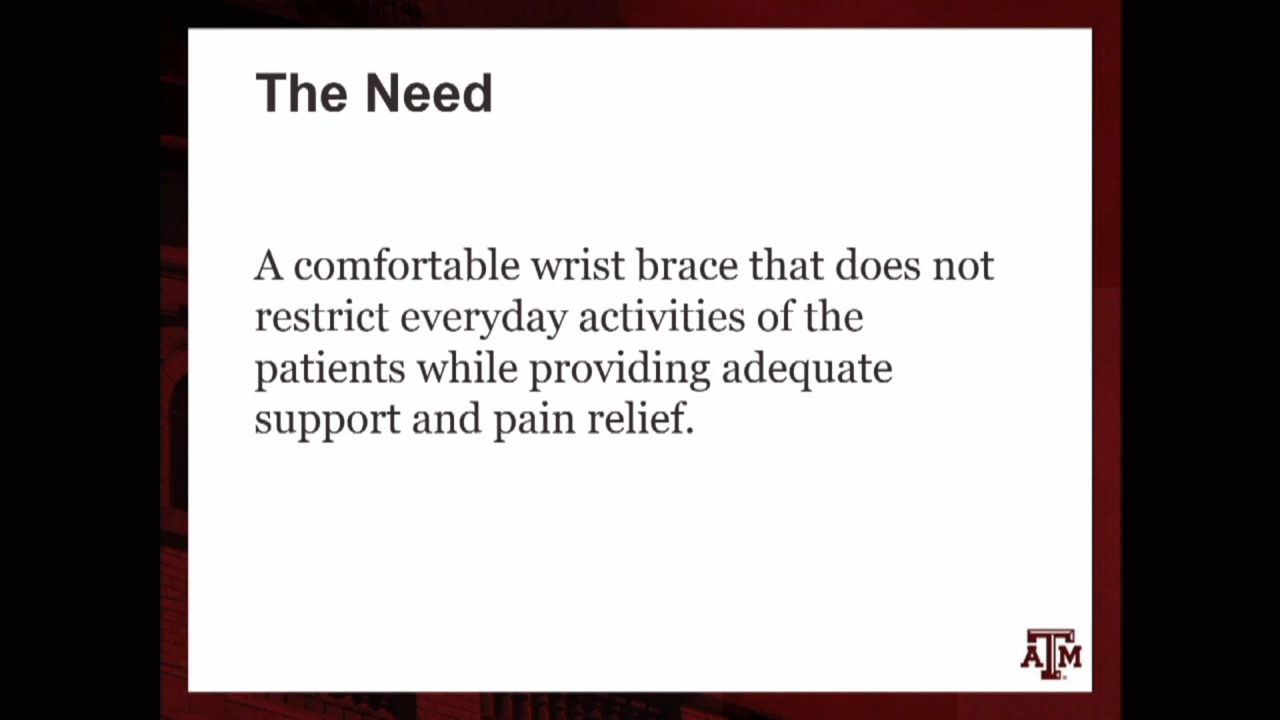 The Need
A comfortable wrist brace that does not
restrict everyday activities of the
patients while providing adequate
support and pain relief.
ATM